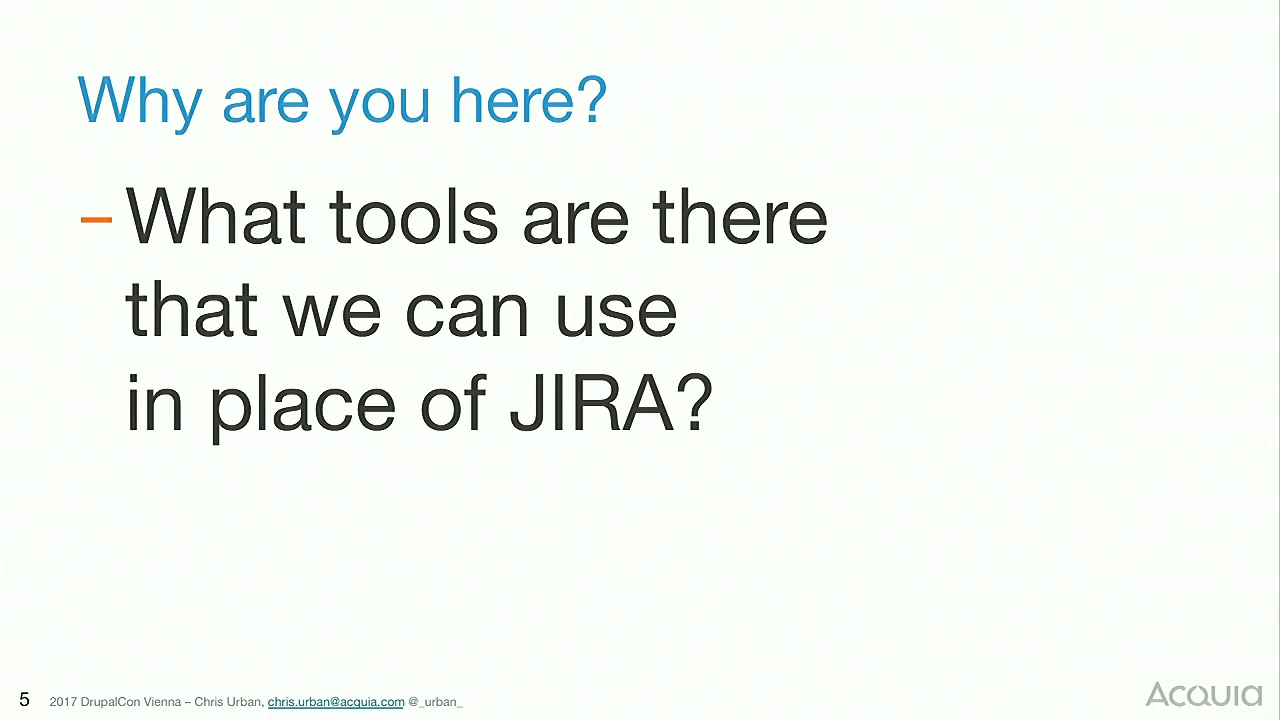 Why are you here?
– What tools are there
that we can use
in place of JIRA?
5 2017 DrupalCon Vienna – Chris Urban, chris.urban@acquia.com @_urban_
Acquia